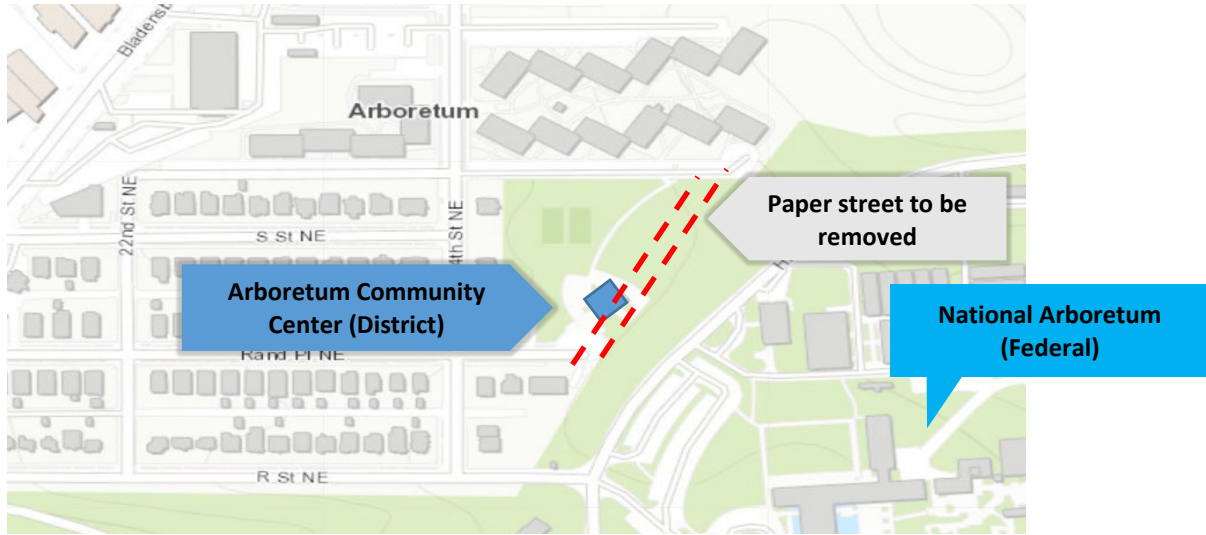 Bladensb
Arboretum
Paper street to be
removed
22nd St NE
4th St NE
S St NE
Arboretum Community
Center (District)
National Arboretum
(Federal)
Rand Pl NE
R St NE